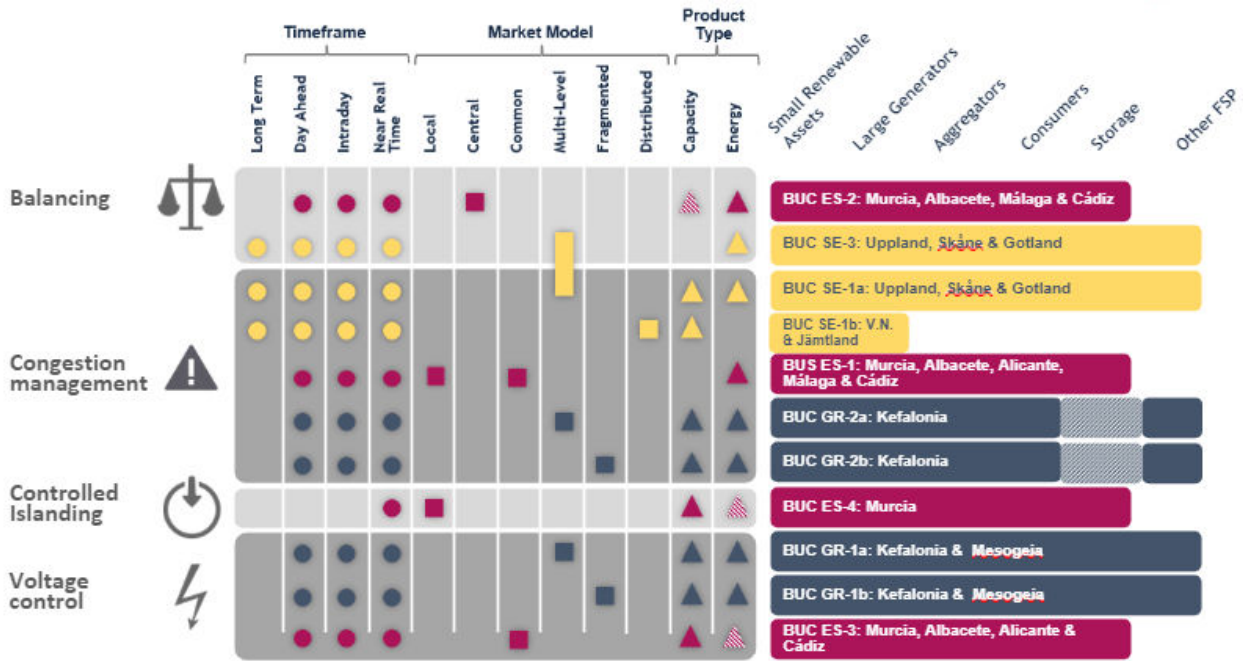 Timeframe
Market Model
Product
Type
Long Term
Day Ahead
Intraday
Near Real
Time
Local
Central
Common
Multi-Level
Fragmented
Distributed
Capacity
Energy
Small Renewable
Assets
Large Generators
Aggregators
Consumers
Storage
Other FSP
Balancing
BUC ES-2: Murcia, Albacete, Málaga & Cádiz
BUC SE-3: Uppland, Skåne & Gotland
Congestion
management
BUC SE-1a: Uppland, Skåne & Gotland
BUC SE-1b: V.N.
& Jämtland
BUS ES-1: Murcia, Albacete, Alicante,
Málaga & Cádiz
BUC GR-2a: Kefalonia
BUC GR-2b: Kefalonia
Controlled
Islanding
BUC ES-4: Murcia
Voltage
control
BUC GR-1a: Kefalonia & Mesogeia
BUC GR-1b: Kefalonia & Mesogeia
BUC ES-3: Murcia, Albacete, Alicante &
Cádiz